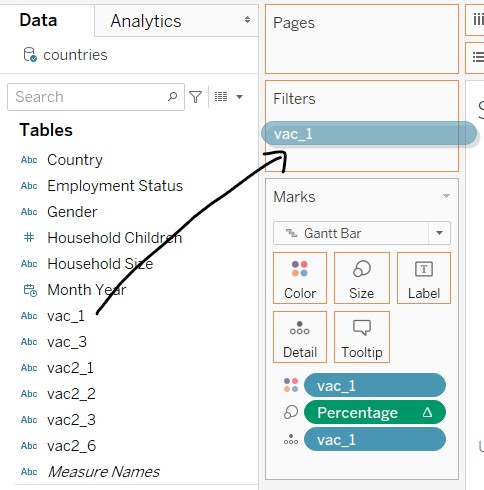 Data
Analytics
countries
Search
Tables
Abc Country
Abc Employment Status
Abc Gender
# Household Children
Abc Household Size
Month Year
Abc vac_1
Abc vac_3
Abc vac2_1
Abc vac2_2
Abc vac2_3
Abc vac2_6
Abc Measure Names
Pages
Filters
vac_1
Marks
Gantt Bar
Color Size Label
Detail Tooltip
vac_1
Percentage Δ
vac_1